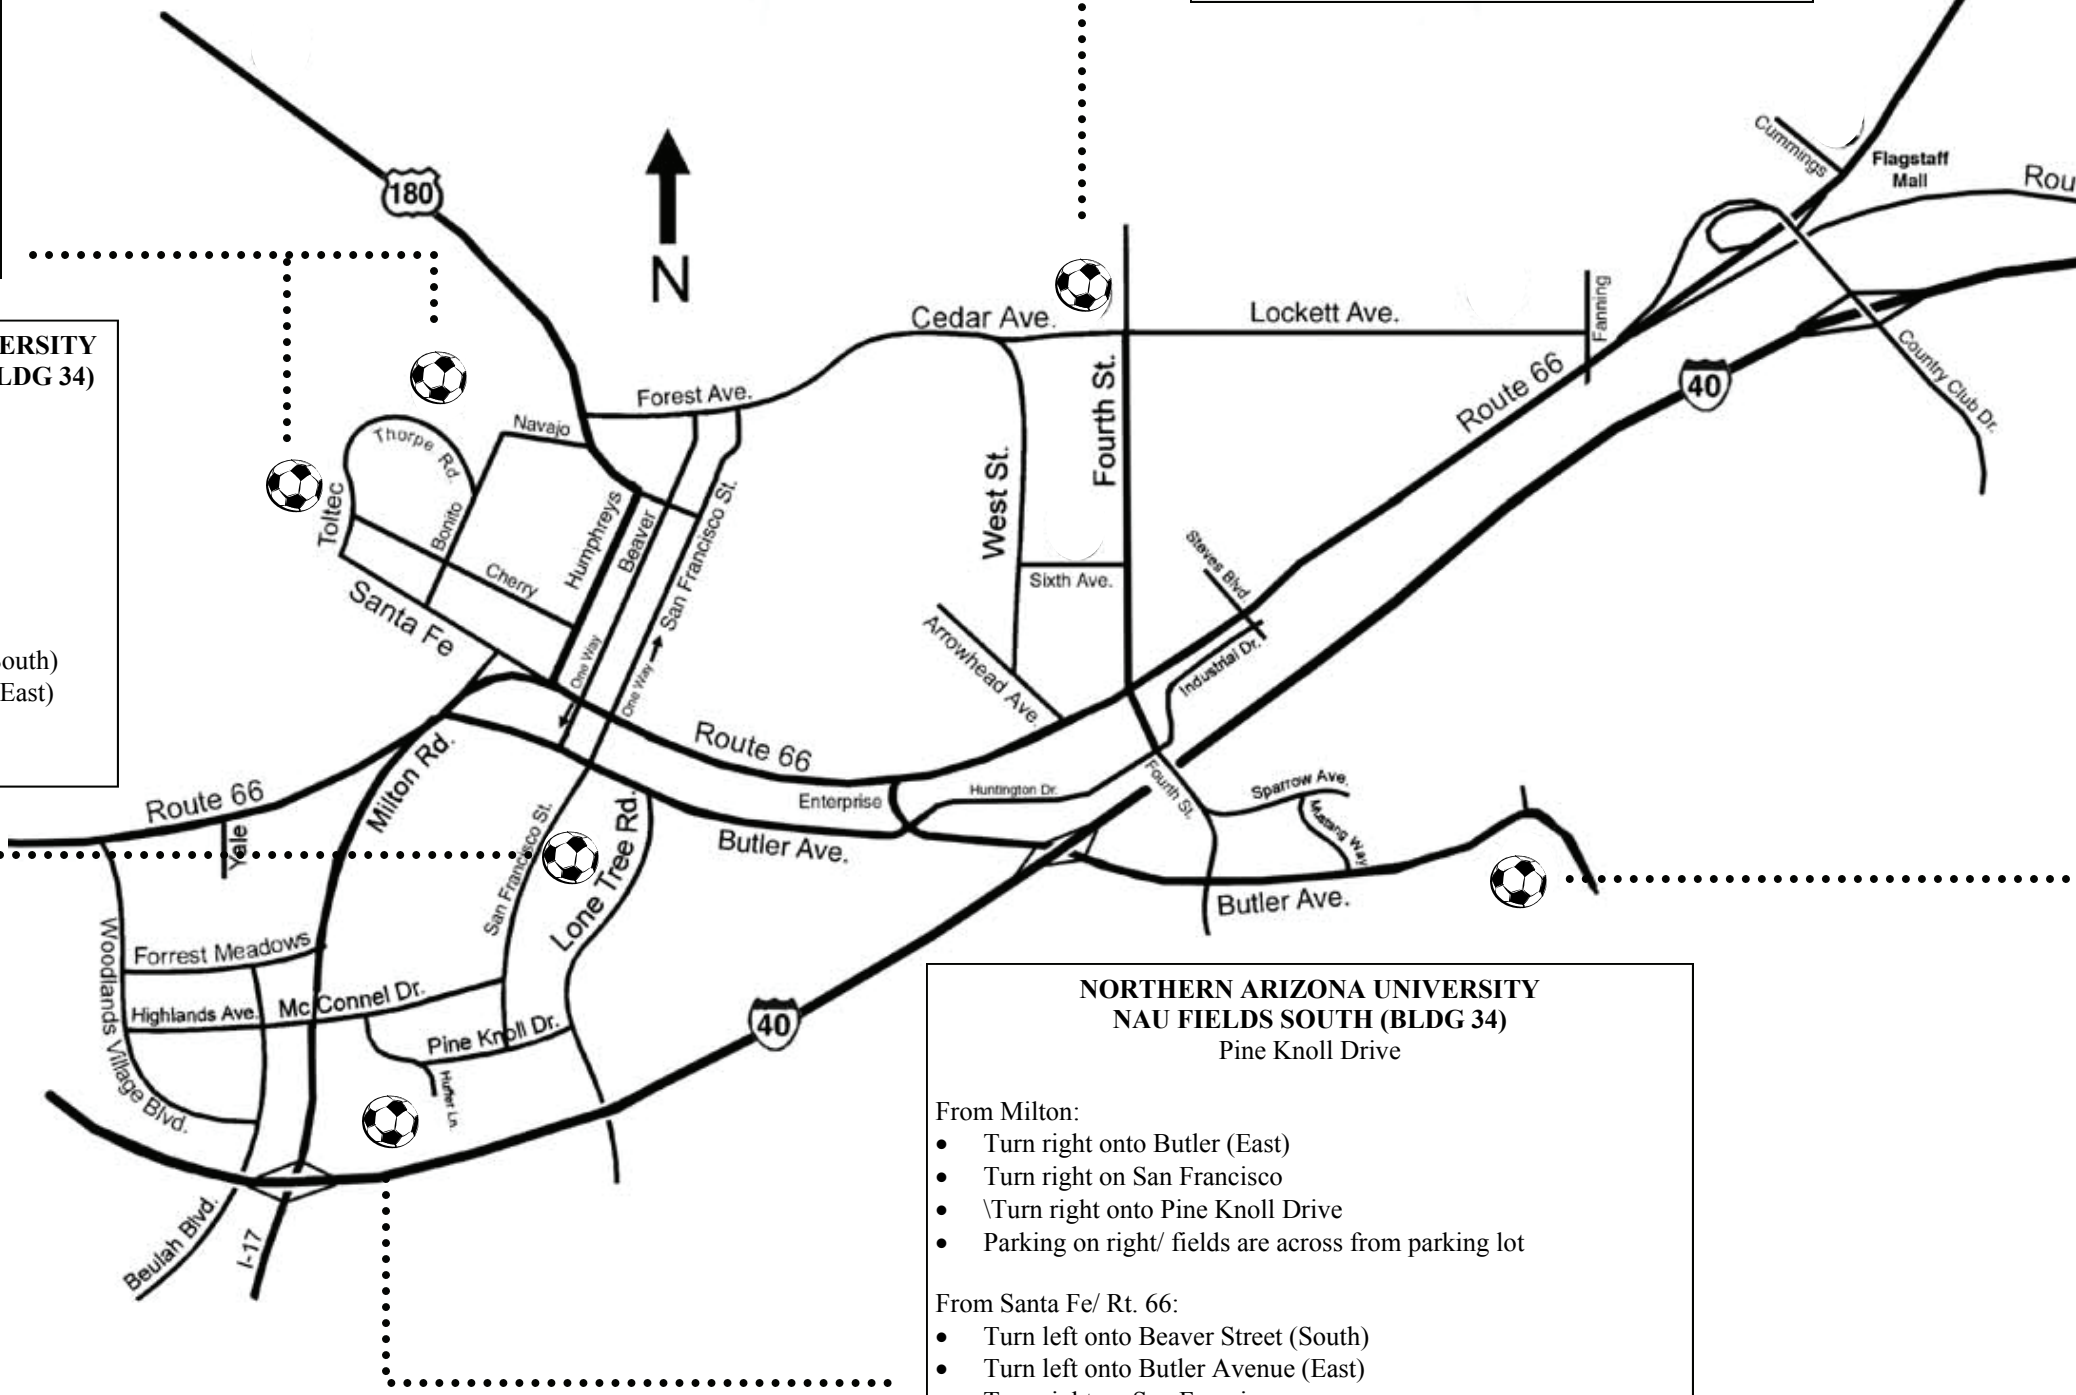 180
N
Cummings
Flagstaff
Mall
Rou
Cedar Ave.
Lockett Ave.
Fanning
ERSITY
LDG 34)
Forest Ave.
Fourth St.
Route 66
40
Country Club Dr.
Navajo
Thorpe Rd.
Toltec
Bonito
Humphreys
Beaver
San Francisco St.
West St.
Cherry
Sixth Ave.
Steves Blvd.
Santa Fe
One Way
One Way
Arrowhead Ave.
Industrial Dr.
outh)
East)
Route 66
Milton Rd.
Route 66
Enterprise
Huntington Dr.
Fourth St.
Sparrow Ave.
Mustang Way
Yale
San Francisco St.
Lone Tree Rd.
Butler Ave.
Butler Ave.
Woodlands Village Blvd.
Forrest Meadows
Highlands Ave.
Mc Connel Dr.
Pine Knoll Dr.
Huffer Ln.
40
Beulah Blvd.
I-17
NORTHERN ARIZONA UNIVERSITY
NAU FIELDS SOUTH (BLDG 34)
Pine Knoll Drive
From Milton:
• Turn right onto Butler (East)
• Turn right on San Francisco
• \Turn right onto Pine Knoll Drive
• Parking on right/ fields are across from parking lot
From Santa Fe/ Rt. 66:
• Turn left onto Beaver Street (South)
• Turn left onto Butler Avenue (East)